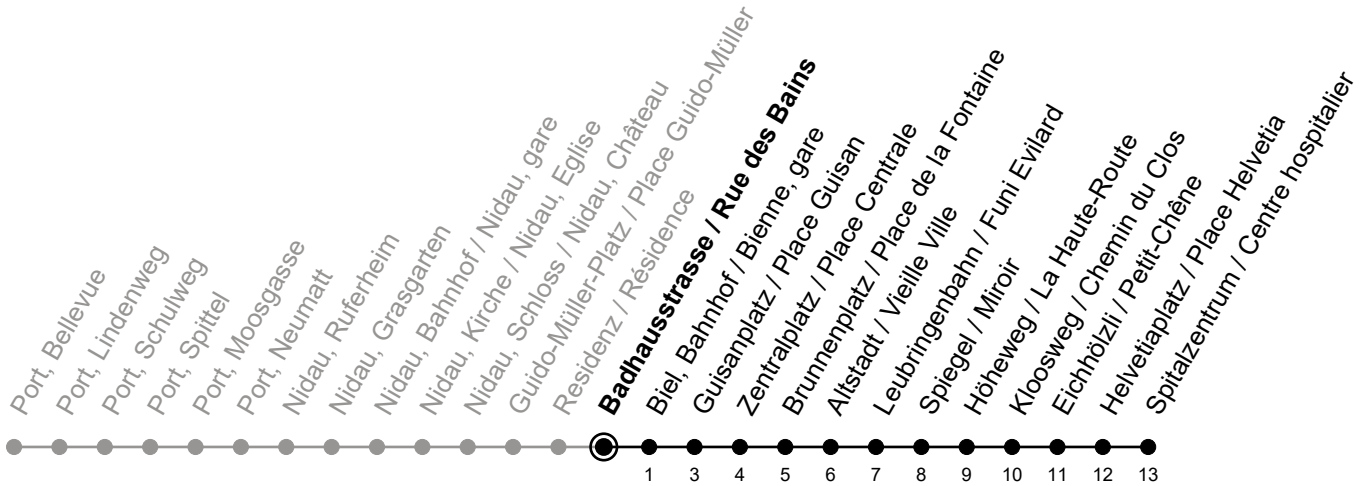 Port, Bellevue
Port, Lindenweg
Port, Schulweg
Port, Spittel
Port, Moosgasse
Port, Neumatt
Nidau, Ruferheim
Nidau, Grasgarten
Nidau, Bahnhof / Nidau, gare
Nidau, Kirche / Nidau, Eglise
Nidau, Schloss / Nidau, Château
Guido-Müller-Platz / Place Guido-Müller
Residenz / Résidence
Badhausstrasse / Rue des Bains
Biel, Bahnhof / Bienne, gare
Guisanplatz / Place Guisan
Zentralplatz / Place Centrale
Brunnenplatz / Place de la Fontaine
Altstadt / Vieille Ville
Leubringenbahn / Funi Evilard
Spiegel / Miroir
Höheweg / La Haute-Route
Kloosweg / Chemin du Clos
Eichhölzli / Petit-Chêne
Helvetiaplatz / Place Helvetia
Spitalzentrum / Centre hospitalier
1 3 4 5 6 7 8 9 10 11 12 13